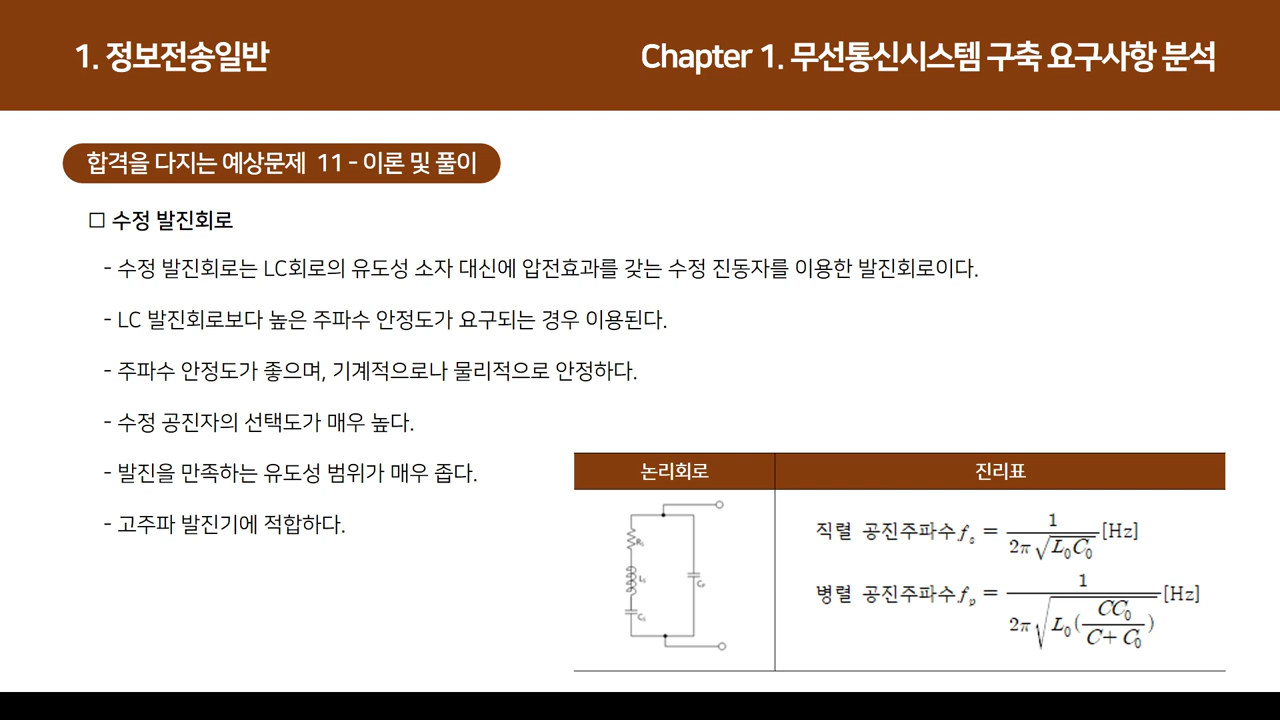 1. 정보전송일반
Chapter 1. 무선통신시스템 구축 요구사항 분석
합격을 다지는 예상문제 11 - 이론 및 풀이
□ 수정 발진회로
- 수정 발진회로는 LC회로의 유도성 소자 대신에 압전효과를 갖는 수정 진동자를 이용한 발진회로이다.
- LC 발진회로보다 높은 주파수 안정도가 요구되는 경우 이용된다.
- 주파수 안정도가 좋으며, 기계적으로나 물리적으로 안정하다.
- 수정 공진자의 선택도가 매우 높다.
- 발진을 만족하는 유도성 범위가 매우 좁다.
- 고주파 발진기에 적합하다.
논리회로
진리표
직렬 공진주파수 f_s = 1 / 2π√(L_0 C_0) [Hz]
병렬 공진주파수 f_p = 1 / 2π√(L_0 (CC_0 / C + C_0)) [Hz]